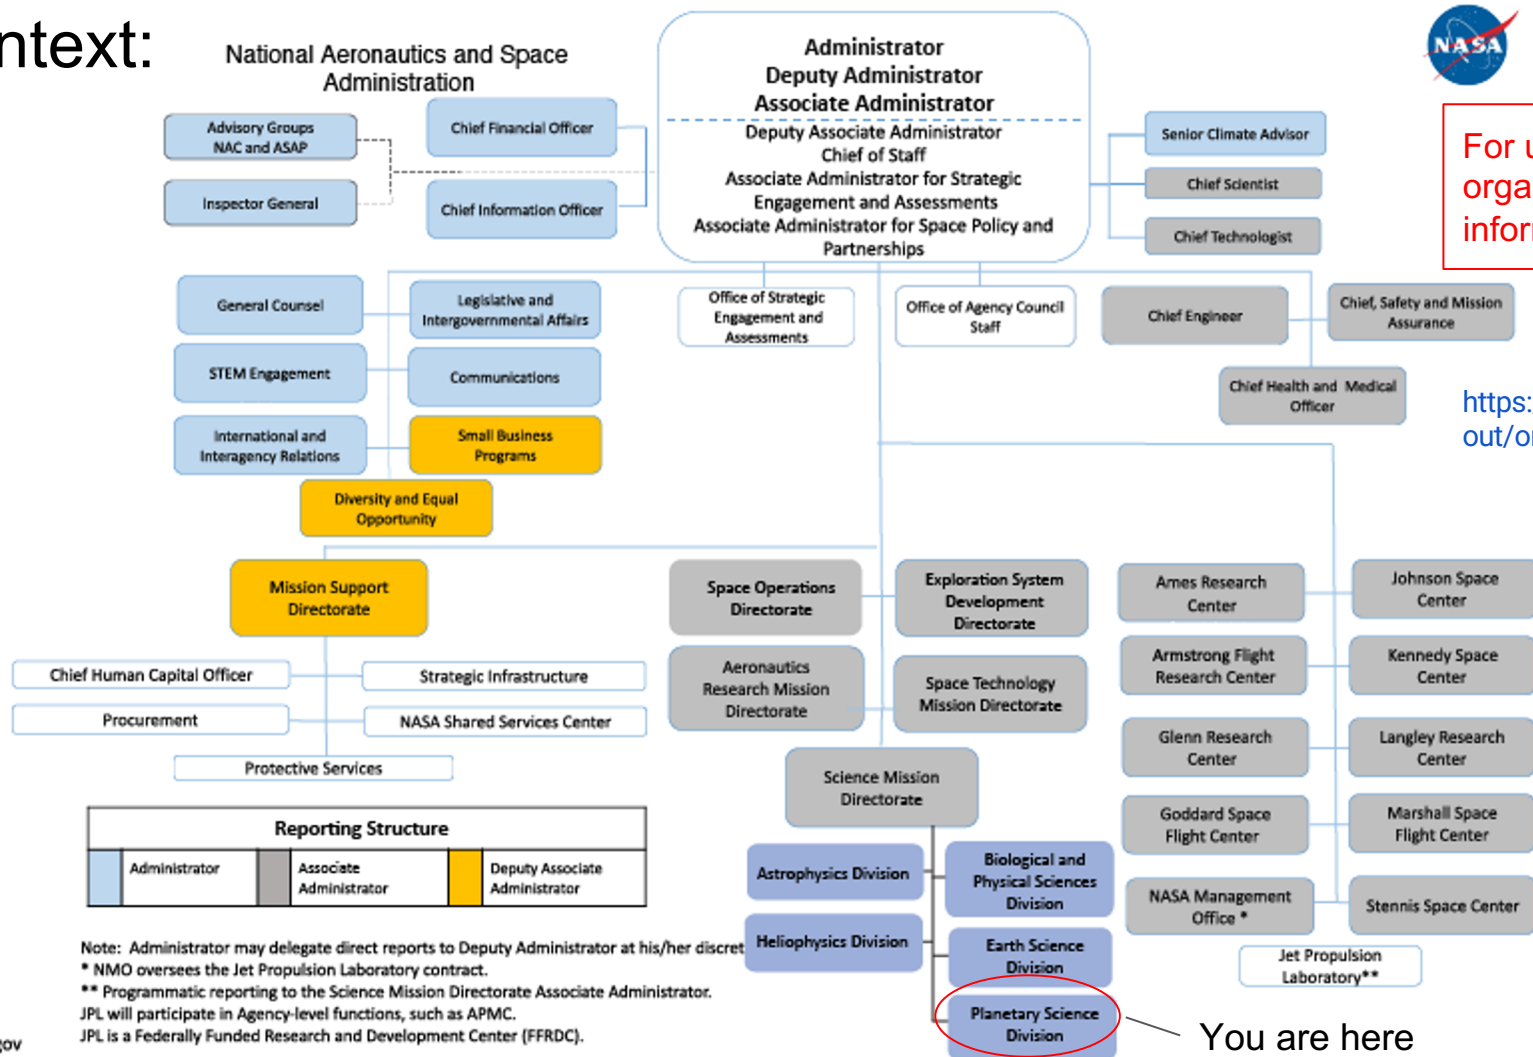 ntext:
National Aeronautics and Space
Administration
Administrator
Deputy Administrator
Associate Administrator
Deputy Associate Administrator
Chief of Staff
Associate Administrator for Strategic
Engagement and Assessments
Associate Administrator for Space Policy and
Partnerships
NASA
Advisory Groups
NAC and ASAP
Chief Financial Officer
Inspector General
Chief Information Officer
Senior Climate Advisor
Chief Scientist
Chief Technologist
For u
orga
infor
General Counsel
Legislative and
Intergovernmental Affairs
STEM Engagement
Communications
International and
Interagency Relations
Small Business
Programs
Diversity and Equal
Opportunity
Office of Strategic
Engagement and
Assessments
Office of Agency Council
Staff
Chief Engineer
Chief, Safety and Mission
Assurance
Chief Health and Medical
Officer
https:
out/or
Mission Support
Directorate
Chief Human Capital Officer
Strategic Infrastructure
Procurement
NASA Shared Services Center
Protective Services
Space Operations
Directorate
Exploration System
Development
Directorate
Aeronautics
Research Mission
Directorate
Space Technology
Mission Directorate
Science Mission
Directorate
Astrophysics Division
Biological and
Physical Sciences
Division
Heliophysics Division
Earth Science
Division
Planetary Science
Division
You are here
Ames Research
Center
Johnson Space
Center
Armstrong Flight
Research Center
Kennedy Space
Center
Glenn Research
Center
Langley Research
Center
Goddard Space
Flight Center
Marshall Space
Flight Center
NASA Management
Office *
Stennis Space Center
Jet Propulsion
Laboratory**
Reporting Structure
Administrator
Associate
Administrator
Deputy Associate
Administrator
Note: Administrator may delegate direct reports to Deputy Administrator at his/her discret
* NMO oversees the Jet Propulsion Laboratory contract.
** Programmatic reporting to the Science Mission Directorate Associate Administrator.
JPL will participate in Agency-level functions, such as APMC.
JPL is a Federally Funded Research and Development Center (FFRDC).
gov